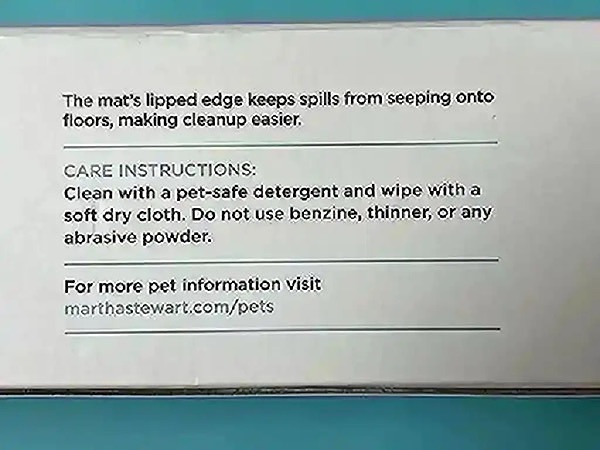 The mat's lipped edge keeps spills from seeping onto
floors, making cleanup easier.
CARE INSTRUCTIONS:
Clean with a pet-safe detergent and wipe with a
soft dry cloth. Do not use benzine, thinner, or any
abrasive powder.
For more pet information visit
marthastewart.com/pets